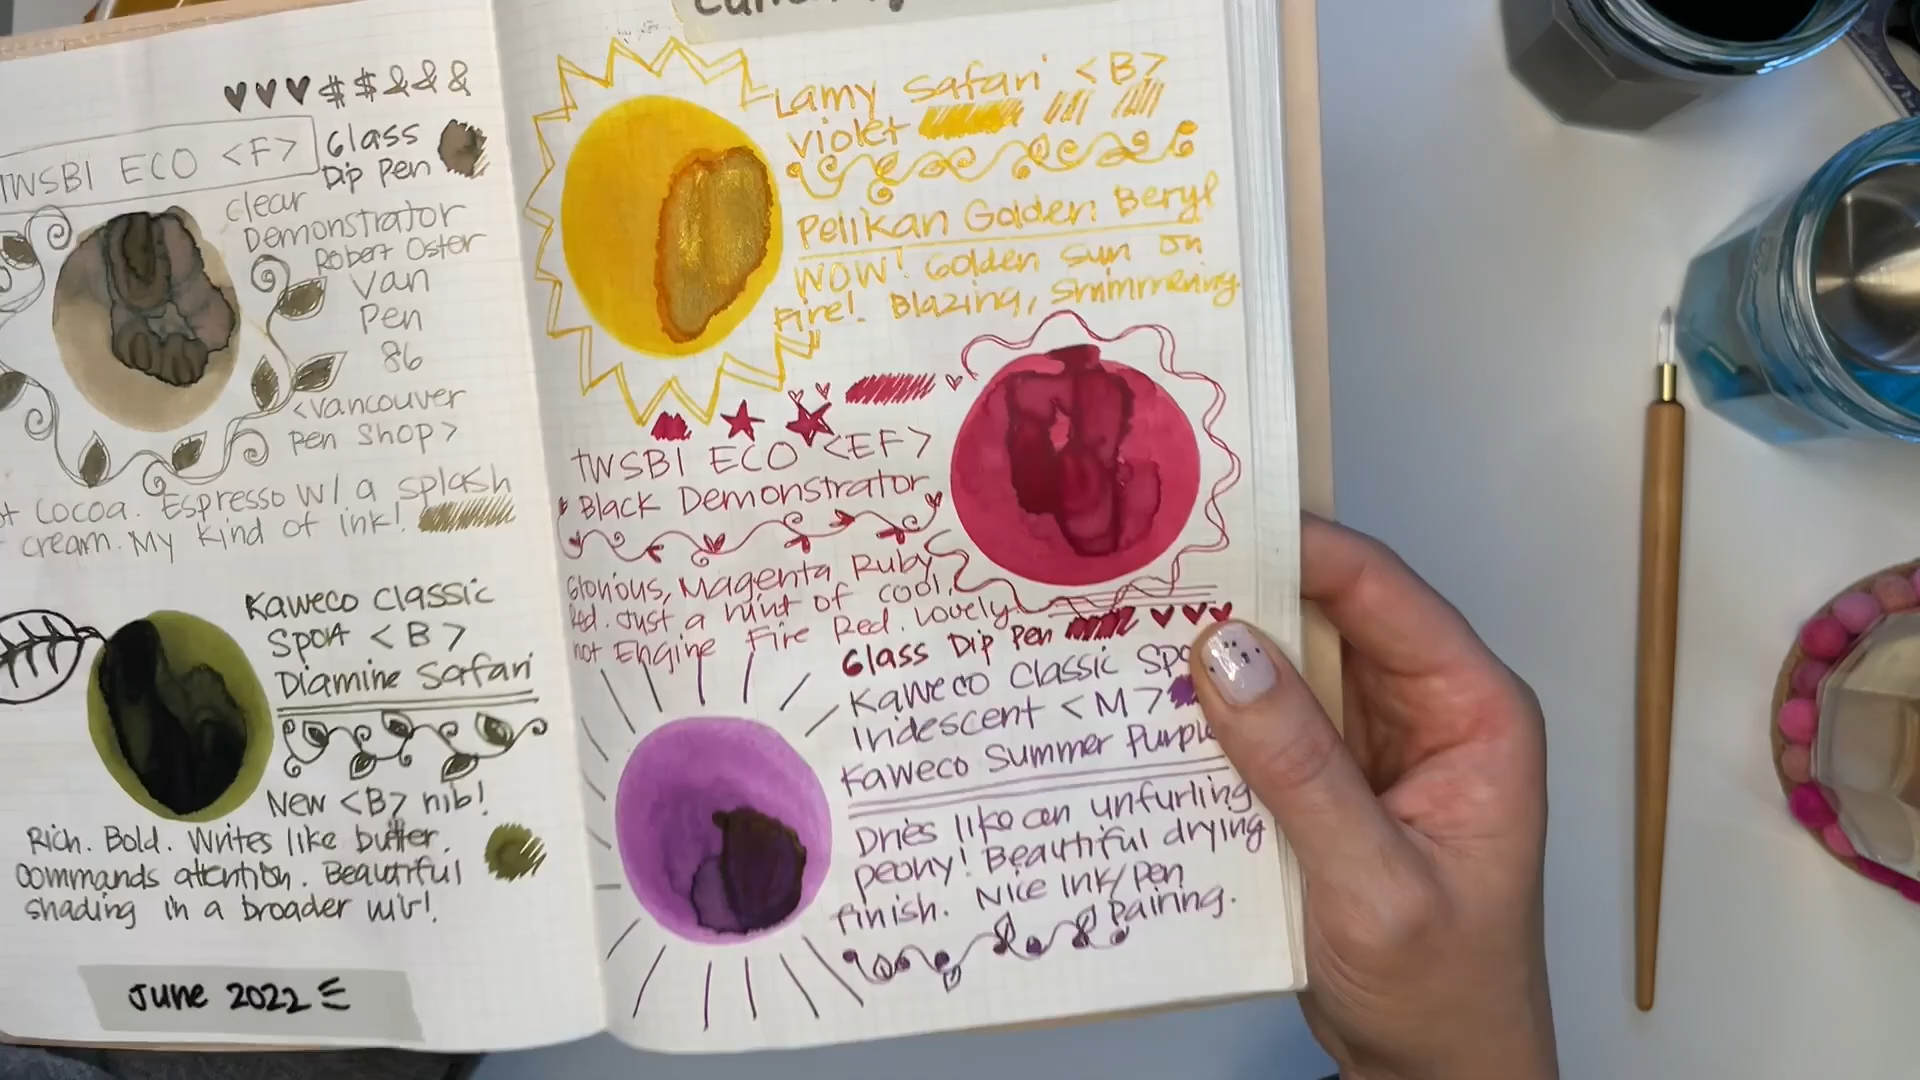 ♥♥♥$$&&&
TWSBI ECO <F>
Glass
Dip Pen
Clear
Demonstrator
Robert Oster
Van
Pen
86
<Vancouver
Pen Shop>
Cocoa. Espresso w/ a splash
cream. My kind of ink!
Kaweco Classic
Sport <B>
Diamine Safari
New <B> nib!
Rich. Bold. Writes like butter.
Commands attention. Beautiful
shading in a broader nib!
June 2022
Lamy Safari <B>
Violet
Pelikan Golden Beryl
WOW! Golden Sun on
Fire! Blazing, Shimmering.
TWSBI ECO <EF>
Black Demonstrator
Glorious, Magenta Ruby
Red. Just a hint of cool,
not Engine Fire Red. Lovely.
Glass Dip Pen
Kaweco Classic
Iridescent <M>
Kaweco Summer Purple
Dries like an unfurling
peony! Beautiful drying
finish. Nice Ink/Pen
Pairing.